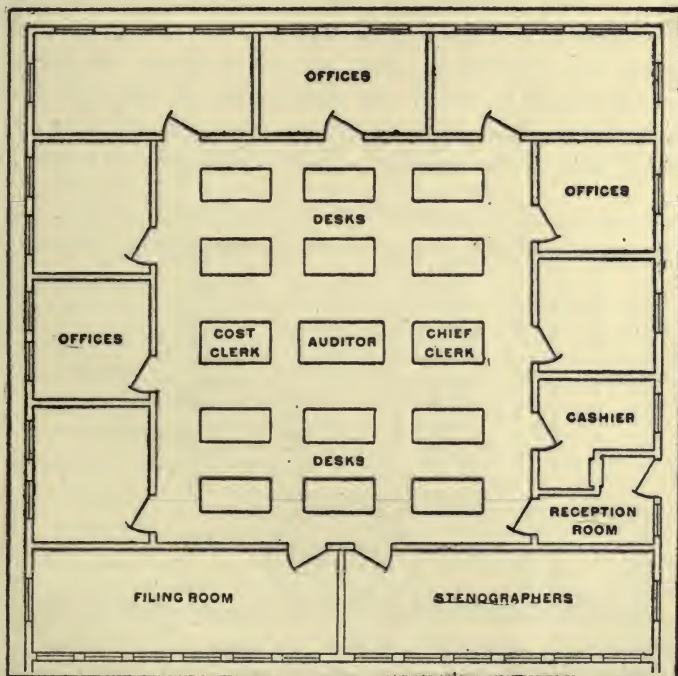 OFFICES
OFFICES
DESKS
OFFICES
COST
CLERK
AUDITOR
CHIEF
CLERK
CASHIER
DESKS
RECEPTION
ROOM
FILING ROOM
STENOGRAPHERS